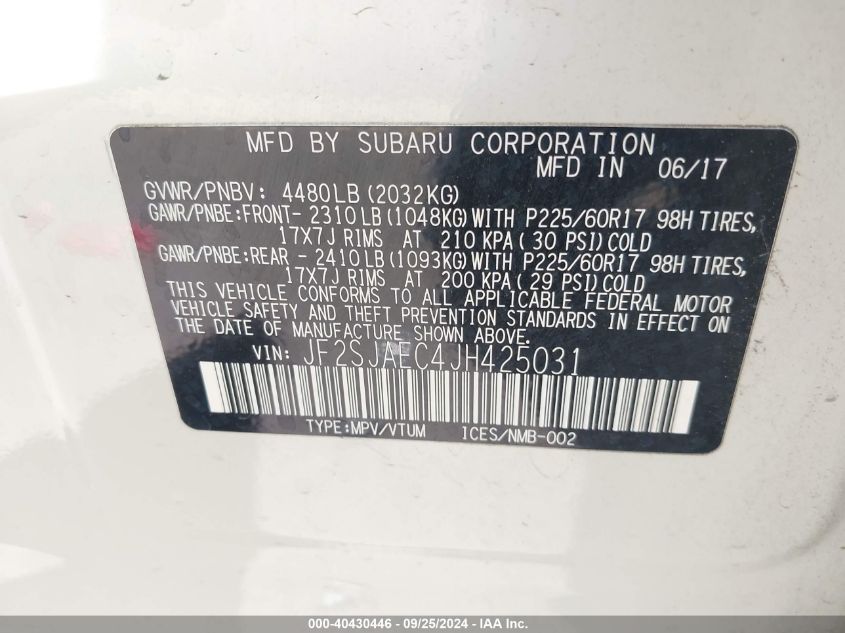 MFD BY SUBARU CORPORATION
MFD IN 06/17
GVWR/PNBV: 4480LB (2032KG)
GAWR/PNBE:FRONT- 2310 LB (1048KG) WITH P225/60R17 98H TIRES,
17X7J RIMS AT 210 KPA ( 30 PSI) COLD
GAWR/PNBE:REAR - 2410 LB (1093KG) WITH P225/60R17 98H TIRES,
17X7J RIMS AT 200 KPA ( 29 PSI) COLD
THIS VEHICLE CONFORMS TO ALL APPLICABLE FEDERAL MOTOR
VEHICLE SAFETY AND THEFT PREVENTION STANDARDS IN EFFECT ON
THE DATE OF MANUFACTURE SHOWN ABOVE.
VIN: JF2SJAEC4JH425031
TYPE:MPV/VTUM ICES/NMB-002
000-40430446 - 09/25/2024 - IAA Inc.